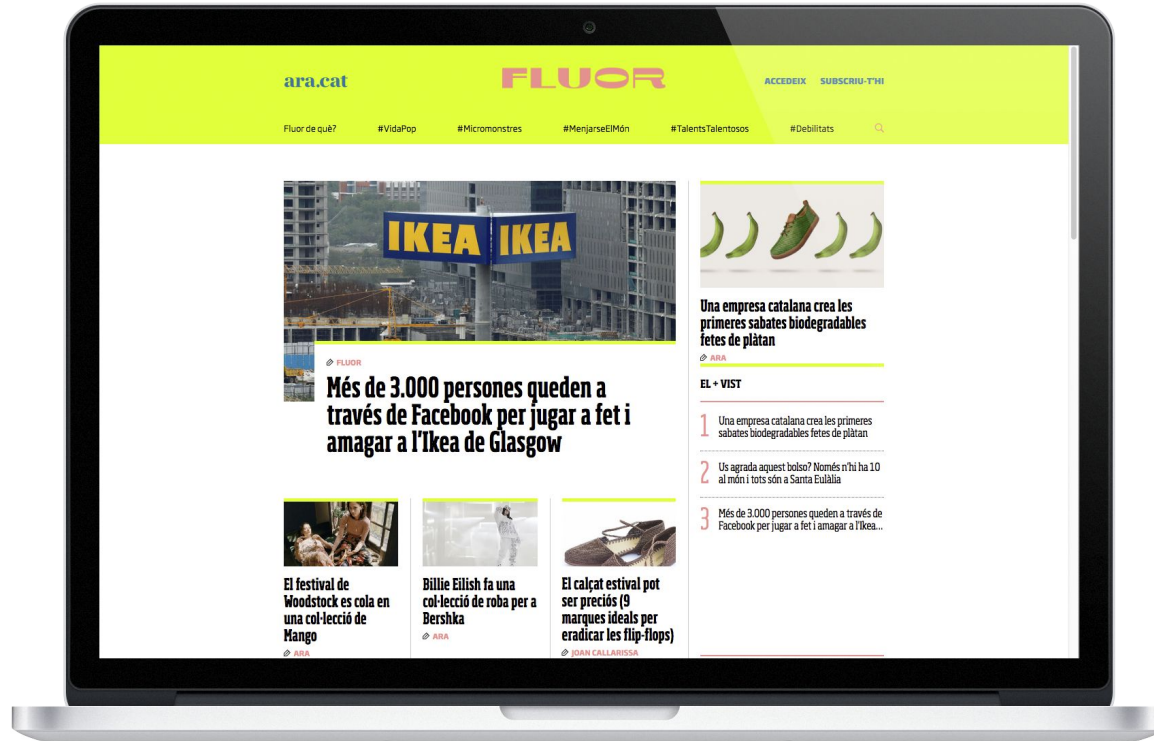 ara.cat
FLUOR
ACCEDEIX SUBSCRIU-T'HI
Fluor de què? #VidaPop #Micromonstres #MenjarseElMón #TalentsTalentosos #Debilitats
IKEA IKEA
FLUOR
Més de 3.000 persones queden a
través de Facebook per jugar a fet i
amagar a l'Ikea de Glasgow
Una empresa catalana crea les
primeres sabates biodegradables
fetes de plàtan
ARA
EL + VIST
1 Una empresa catalana crea les primeres
sabates biodegradables fetes de plàtan
2 Us agrada aquest bolso? Només n'hi ha 10
al món i tots són a Santa Eulàlia
3 Més de 3.000 persones queden a través de
Facebook per jugar a fet i amagar a l'Ikea...
El festival de
Woodstock es cola en
una col·lecció de
Mango
ARA
Billie Eilish fa una
col·lecció de roba per a
Bershka
ARA
El calçat estival pot
ser preciós (9
marques ideals per
eradicar les flip-flops)
JOAN CALLARISSA